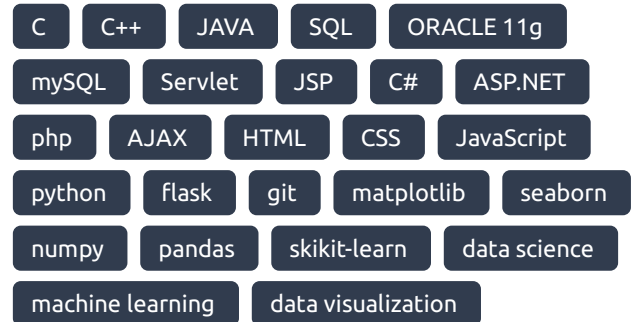 C C++ JAVA SQL ORACLE 11g
mySQL Servlet JSP C# ASP.NET
php AJAX HTML CSS JavaScript
python flask git matplotlib seaborn
numpy pandas skikit-learn data science
machine learning data visualization